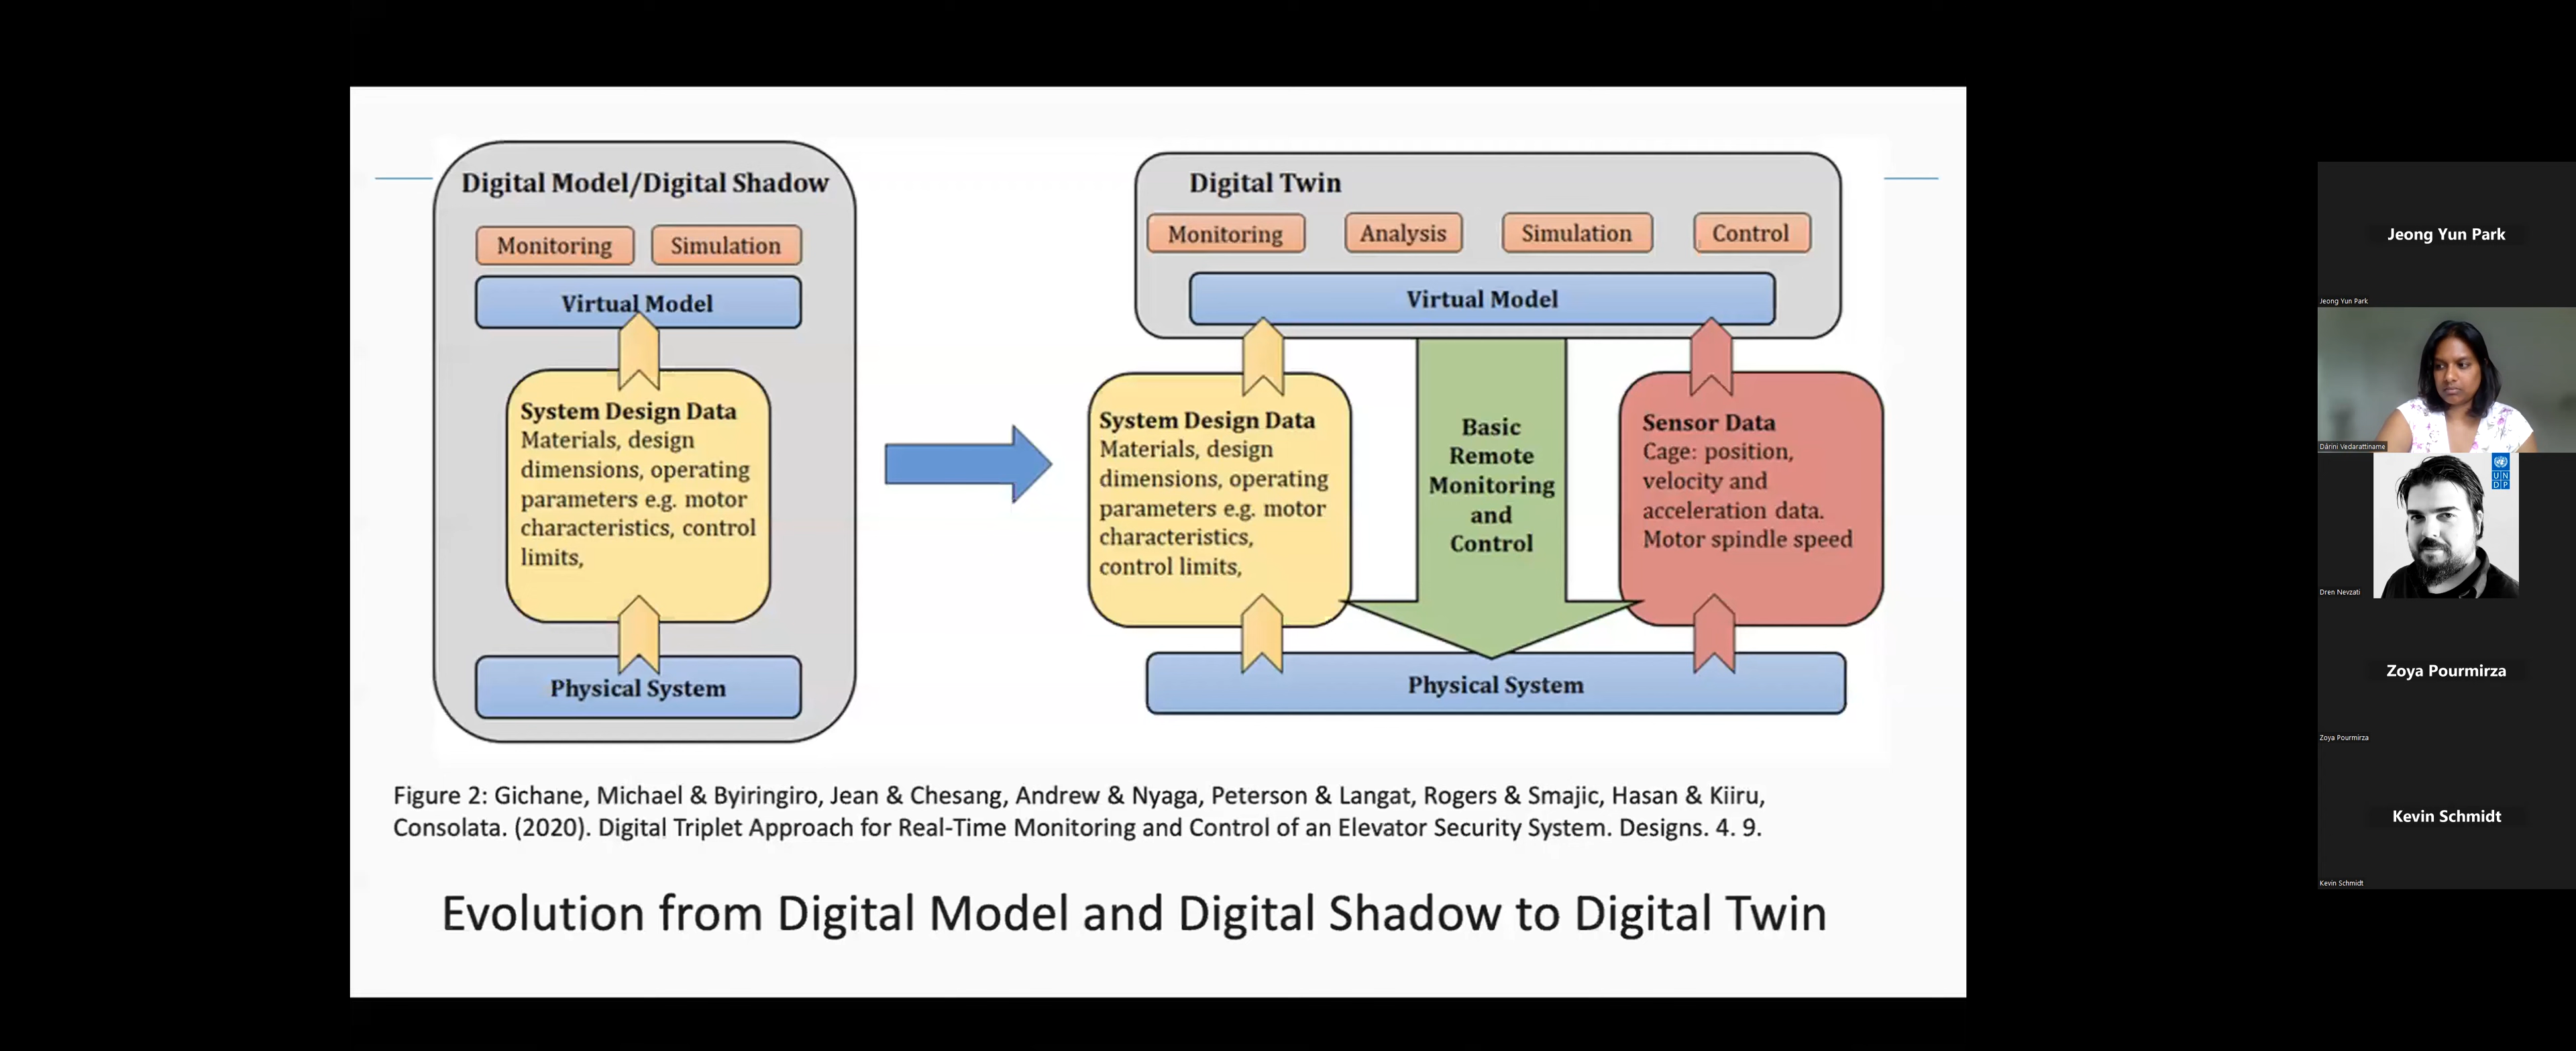 Digital Model/Digital Shadow
Monitoring
Simulation
Virtual Model
System Design Data
Materials, design
dimensions, operating
parameters e.g. motor
characteristics, control
limits,
Physical System
Digital Twin
Monitoring
Analysis
Simulation
Control
Virtual Model
System Design Data
Materials, design
dimensions, operating
parameters e.g. motor
characteristics,
control limits,
Basic
Remote
Monitoring
and
Control
Sensor Data
Cage: position,
velocity and
acceleration data.
Motor spindle speed
Physical System
Figure 2: Gichane, Michael & Byiringiro, Jean & Chesang, Andrew & Nyaga, Peterson & Langat, Rogers & Smajic, Hasan & Kiiru,
Consolata. (2020). Digital Triplet Approach for Real-Time Monitoring and Control of an Elevator Security System. Designs. 4. 9.
Evolution from Digital Model and Digital Shadow to Digital Twin
Jeong Yun Park
Jeong Yun Park
Dárini Vedarattiname
U N
D P
Dren Nevzati
Zoya Pourmirza
Zoya Pourmirza
Kevin Schmidt
Kevin Schmidt